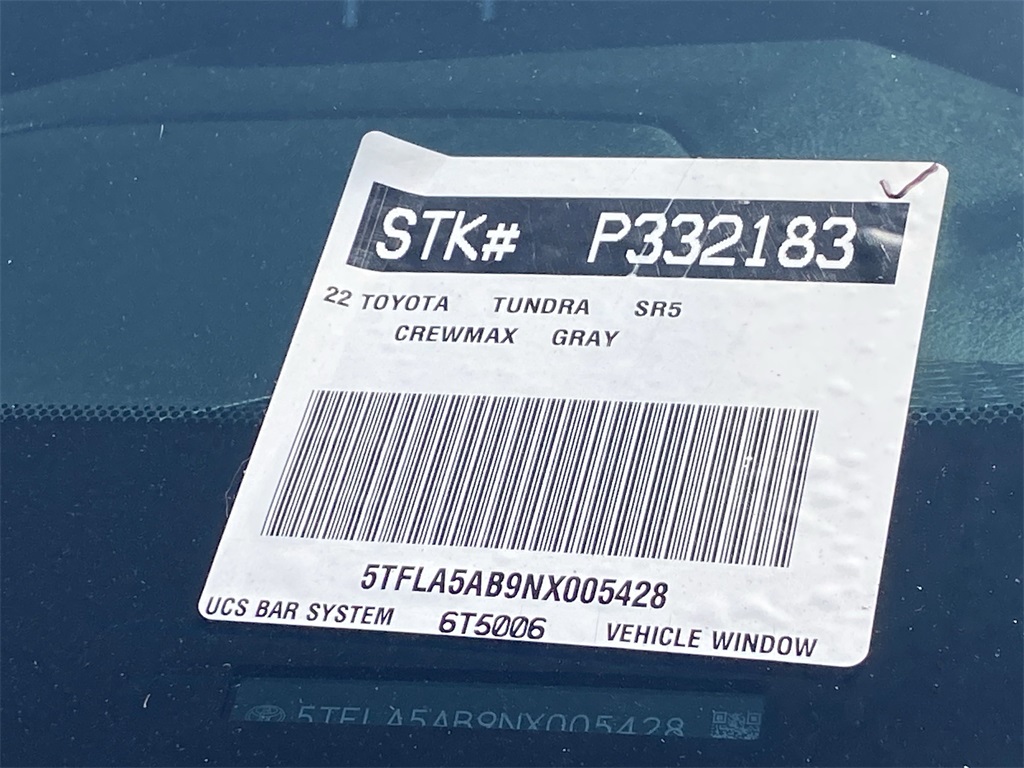 STK# P332183
22 TOYOTA TUNDRA SR5
CREWMAX GRAY
5TFLA5AB9NX005428
UCS BAR SYSTEM 6T5006 VEHICLE WINDOW
5TFLA5AB9NX005428